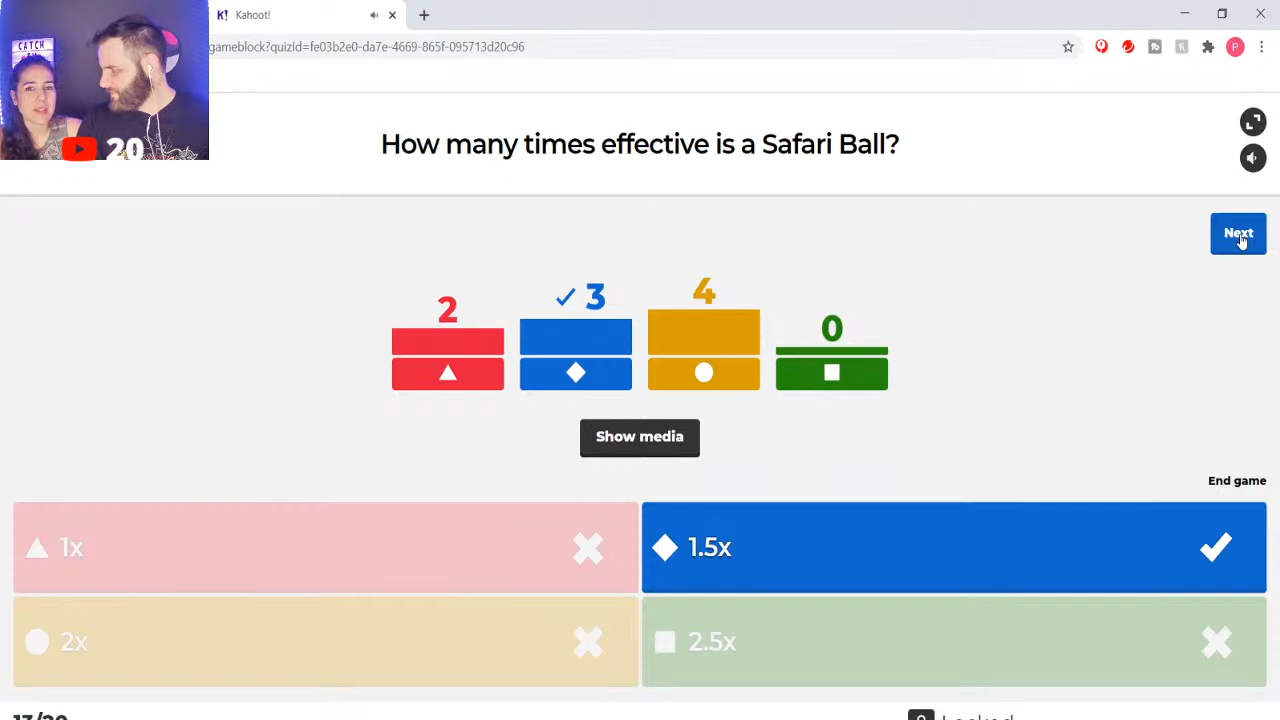 K! Kahoot!
gameblock?quizId=fe03b2e0-da7e-4669-865f-095713d20c96
P
CATCH
20
How many times effective is a Safari Ball?
Next
2
3
4
0
Show media
End game
1x
1.5x
2x
2.5x